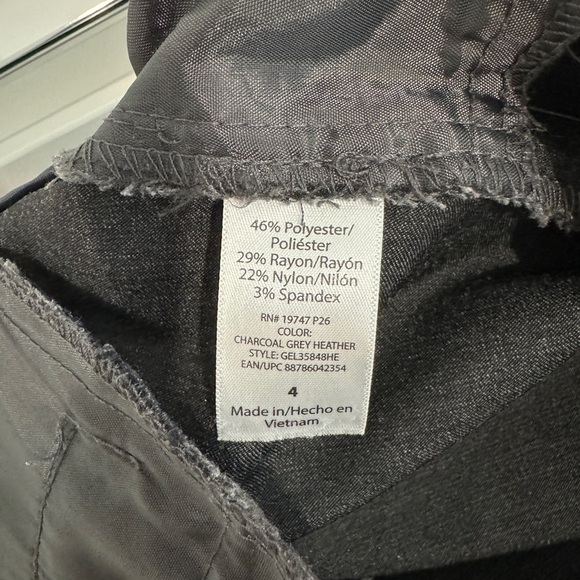 46% Polyester/
Poliéster
29% Rayon/Rayón
22% Nylon/Nilón
3% Spandex
RN# 19747 P26
COLOR:
CHARCOAL GREY HEATHER
STYLE: GEL35848HE
EAN/UPC 88786042354
4
Made in/Hecho en
Vietnam